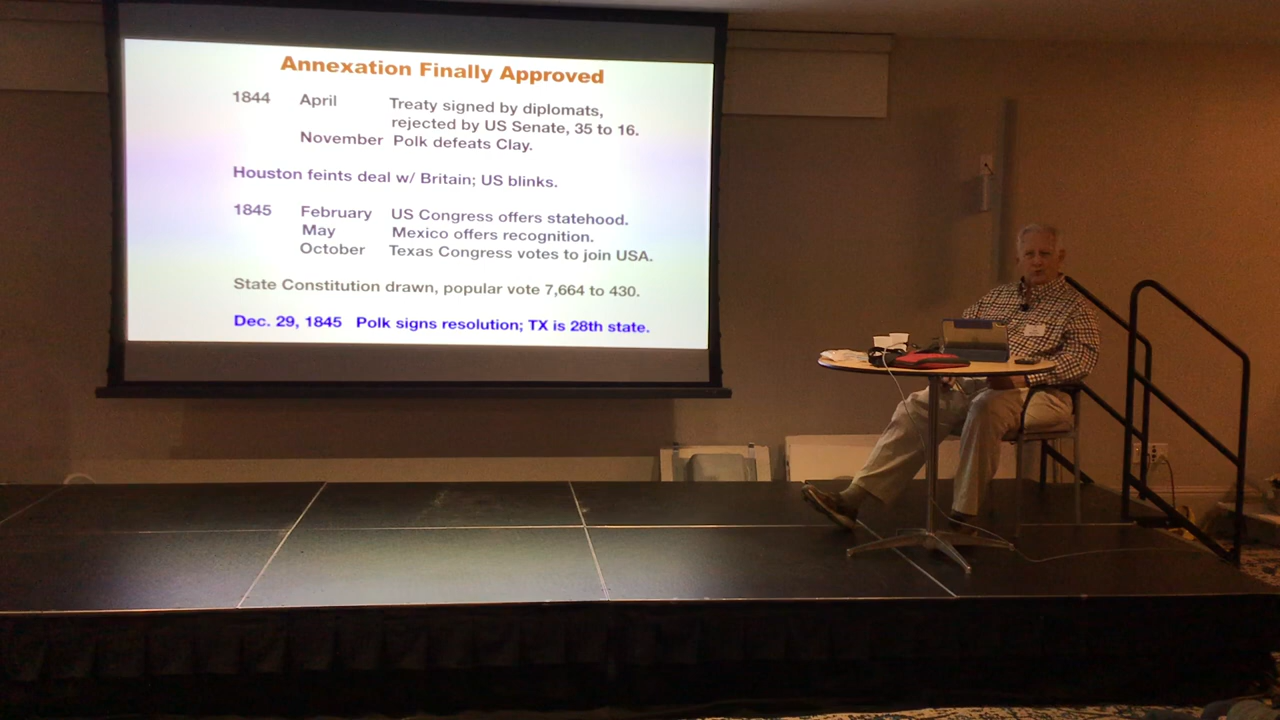 Annexation Finally Approved
1844 April Treaty signed by diplomats,
rejected by US Senate, 35 to 16.
November Polk defeats Clay.
Houston feints deal w/ Britain; US blinks.
1845 February US Congress offers statehood.
May Mexico offers recognition.
October Texas Congress votes to join USA.
State Constitution drawn, popular vote 7,664 to 430.
Dec. 29, 1845 Polk signs resolution; TX is 28th state.